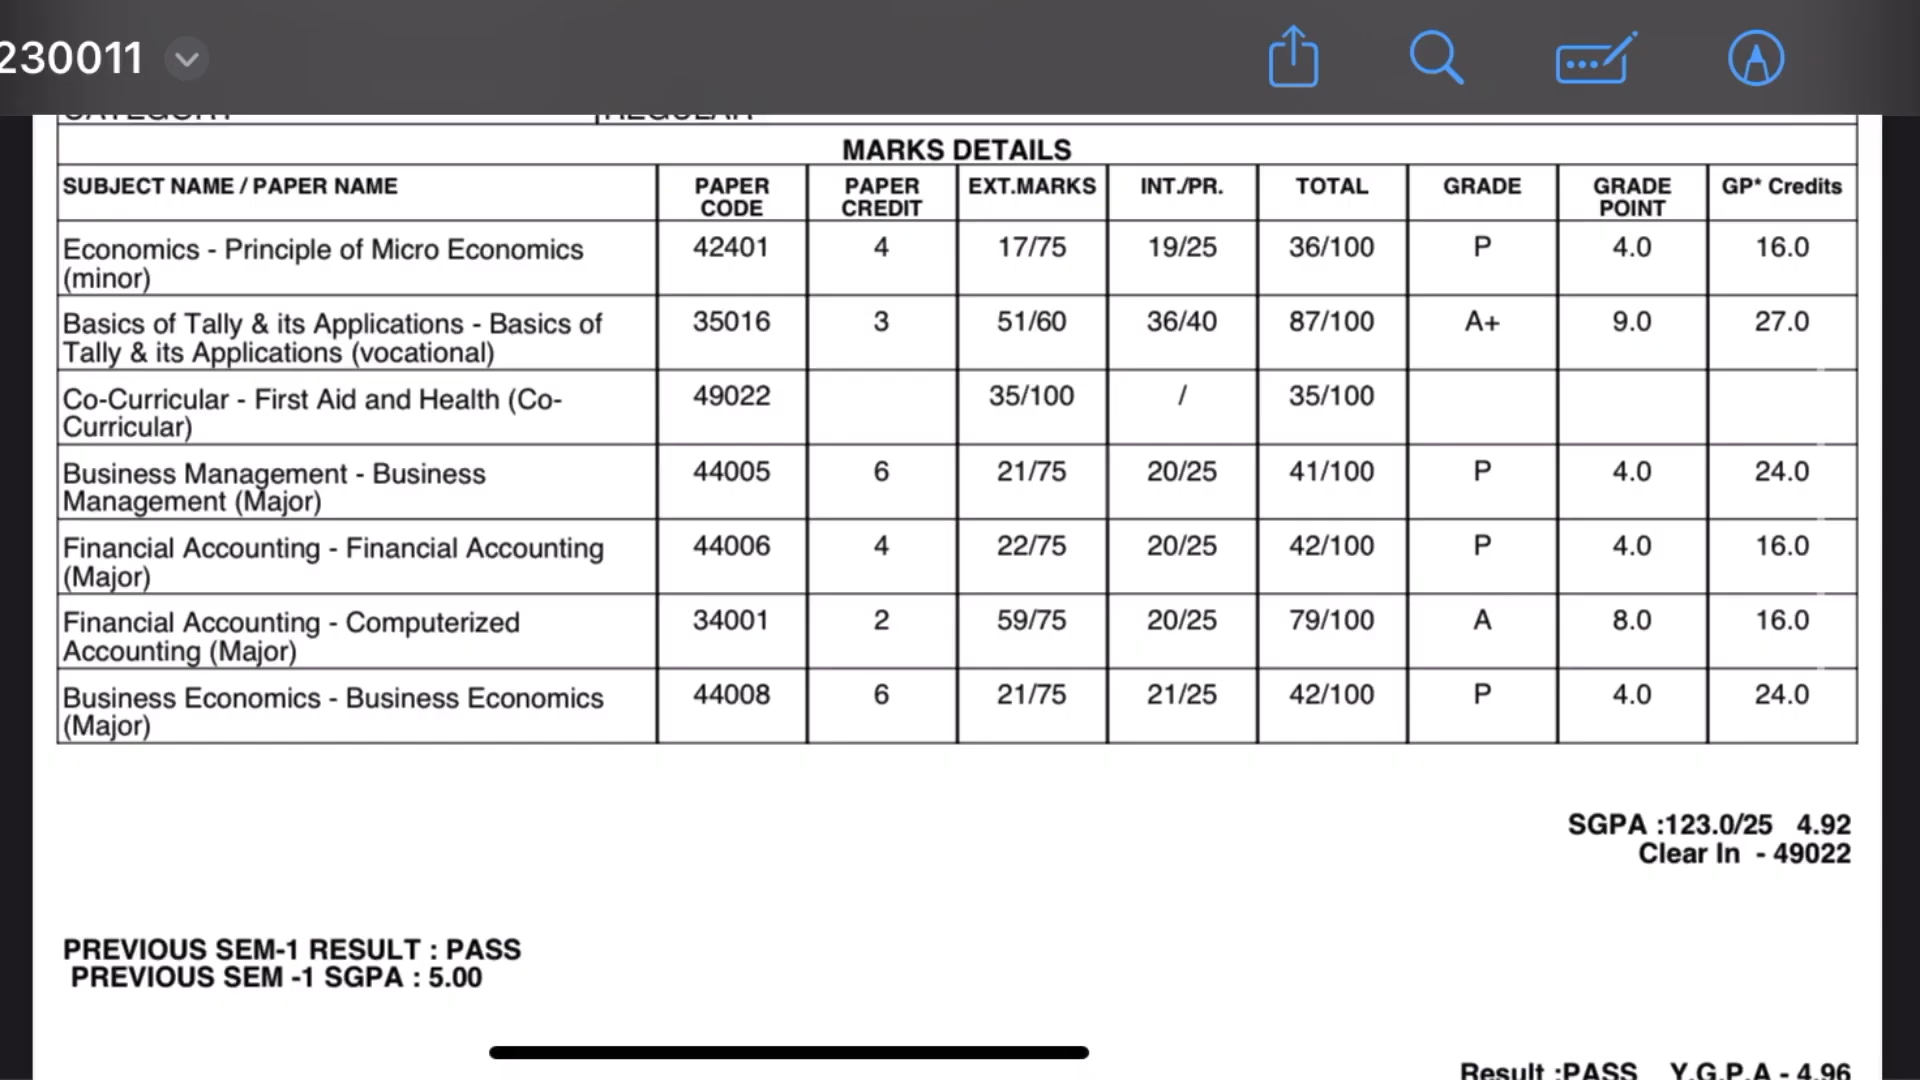 230011
CATEGORY REGULAR
MARKS DETAILS
SUBJECT NAME / PAPER NAME PAPER CODE PAPER CREDIT EXT.MARKS INT./PR. TOTAL GRADE GRADE POINT GP* Credits
Economics - Principle of Micro Economics 42401 4 17/75 19/25 36/100 P 4.0 16.0
(minor)
Basics of Tally & its Applications - Basics of 35016 3 51/60 36/40 87/100 A+ 9.0 27.0
Tally & its Applications (vocational)
Co-Curricular - First Aid and Health (Co- 49022 35/100 / 35/100
Curricular)
Business Management - Business 44005 6 21/75 20/25 41/100 P 4.0 24.0
Management (Major)
Financial Accounting - Financial Accounting 44006 4 22/75 20/25 42/100 P 4.0 16.0
(Major)
Financial Accounting - Computerized 34001 2 59/75 20/25 79/100 A 8.0 16.0
Accounting (Major)
Business Economics - Business Economics 44008 6 21/75 21/25 42/100 P 4.0 24.0
(Major)
SGPA :123.0/25 4.92
Clear In - 49022
PREVIOUS SEM-1 RESULT : PASS
PREVIOUS SEM -1 SGPA : 5.00
Result :PASS Y.G.P.A - 4.96